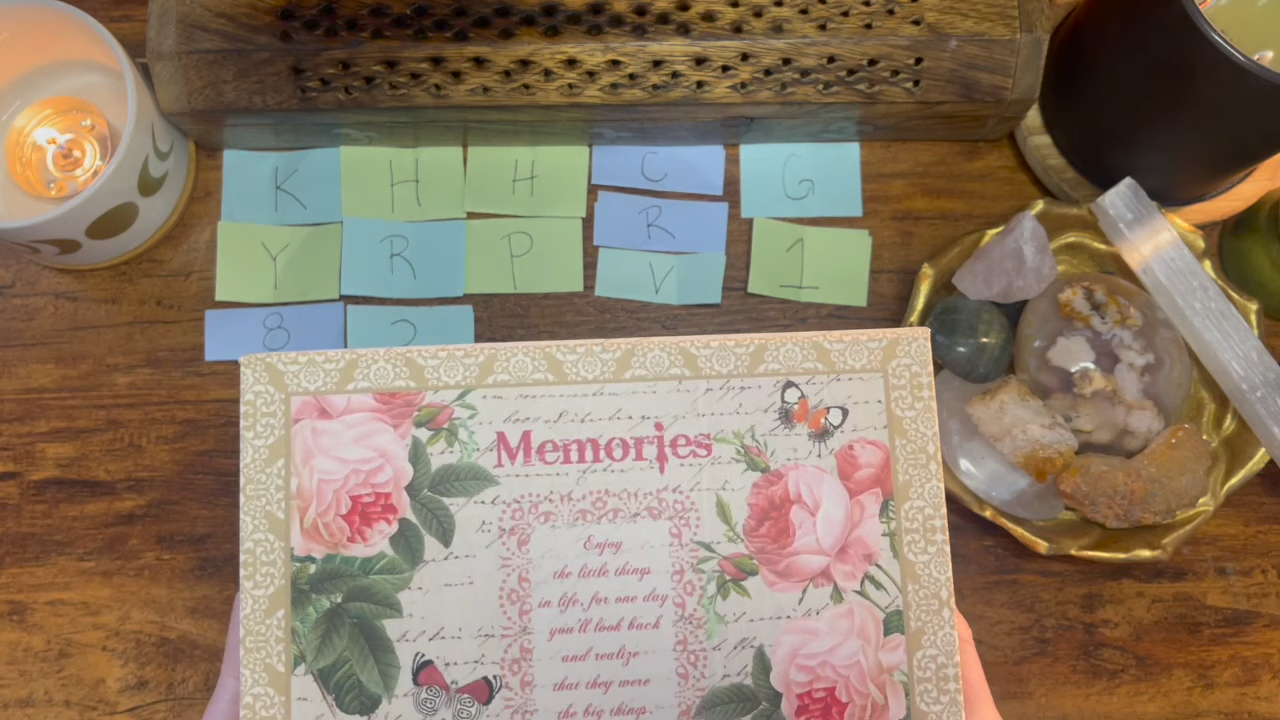 K H H C G
R
Y R P V 1
8 2
Memories
Enjoy
the little things
in life, for one day
you'll look back
and realize
that they were
the big things.